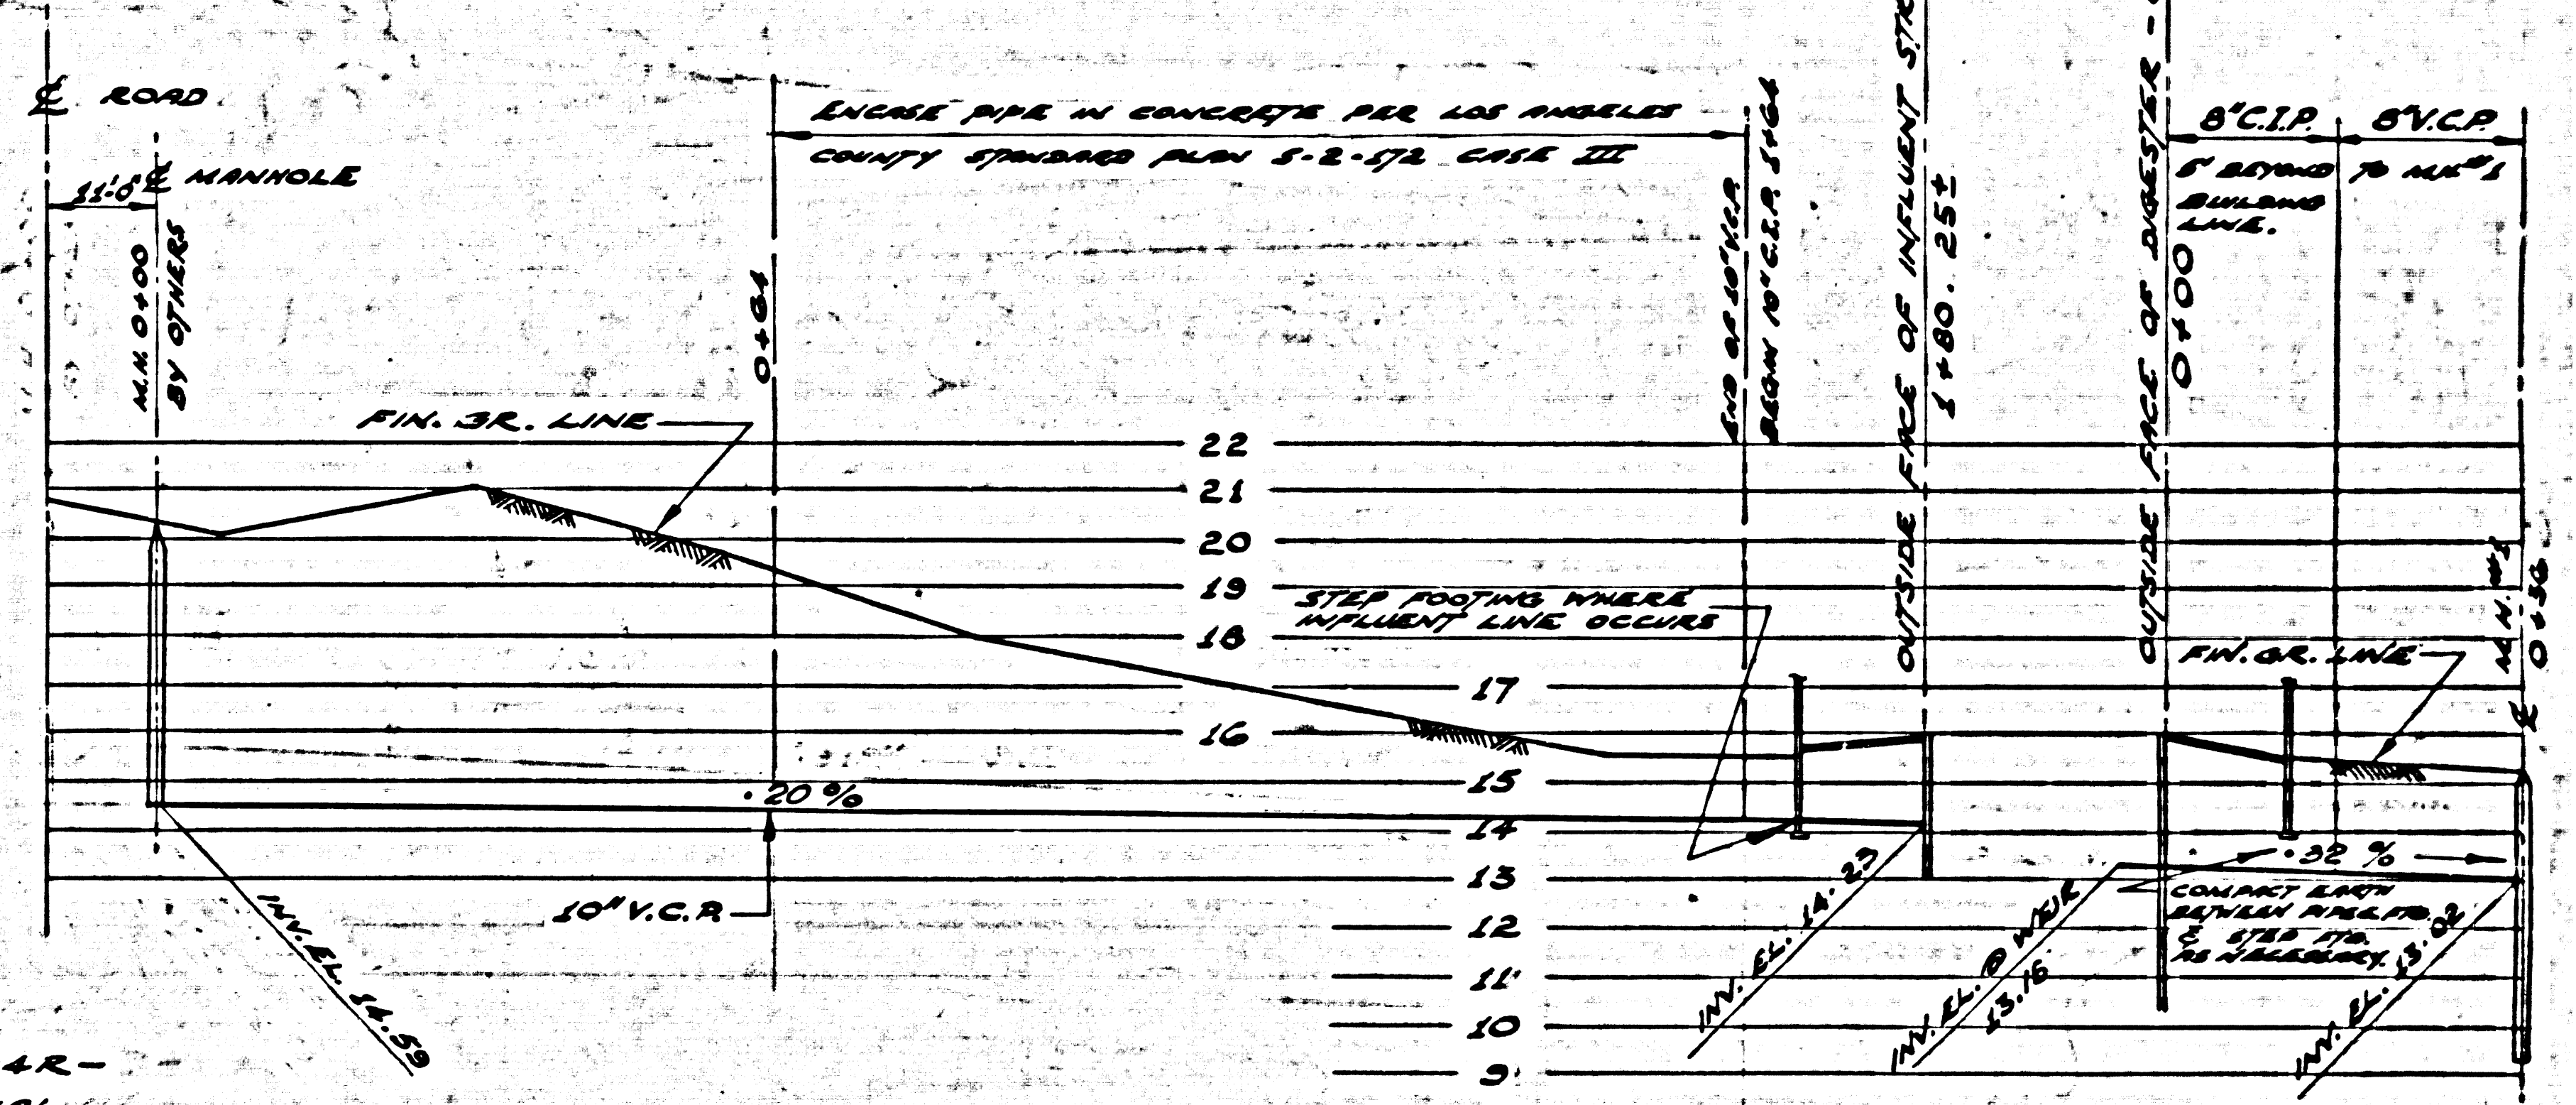 ℄ ROAD
11'-0"
℄ MANHOLE
M.H. 0+00
BY OTHERS
ENCASE PIPE IN CONCRETE PER LOS ANGELES
COUNTY STANDARD PLAN S-2-172 CASE III
0+64
END OF 10" V.C.P.
BEGIN 10" C.I.P. 1+64
OUTSIDE FACE OF INFLUENT
1+80.25±
OUTSIDE FACE OF DIGESTER -
0+00
8" C.I.P.
5' BEYOND
BUILDING
LINE.
8" V.C.P.
TO M.H. #1
M.H. #1
0+36
℄
FIN. GR. LINE
22
21
20
19
18
17
16
15
14
13
12
11
10
9
STEP FOOTING WHERE
INFLUENT LINE OCCURS
FIN. GR. LINE
.20 %
10" V.C.P.
.32 %
COMPACT EARTH
BETWEEN PIPE & FTG.
& STEP FTG.
AS NECESSARY.
INV. EL. 14.59
INV. EL. 14.23
INV. EL. @ WEIR
13.16
INV. EL. 13.02
4R-